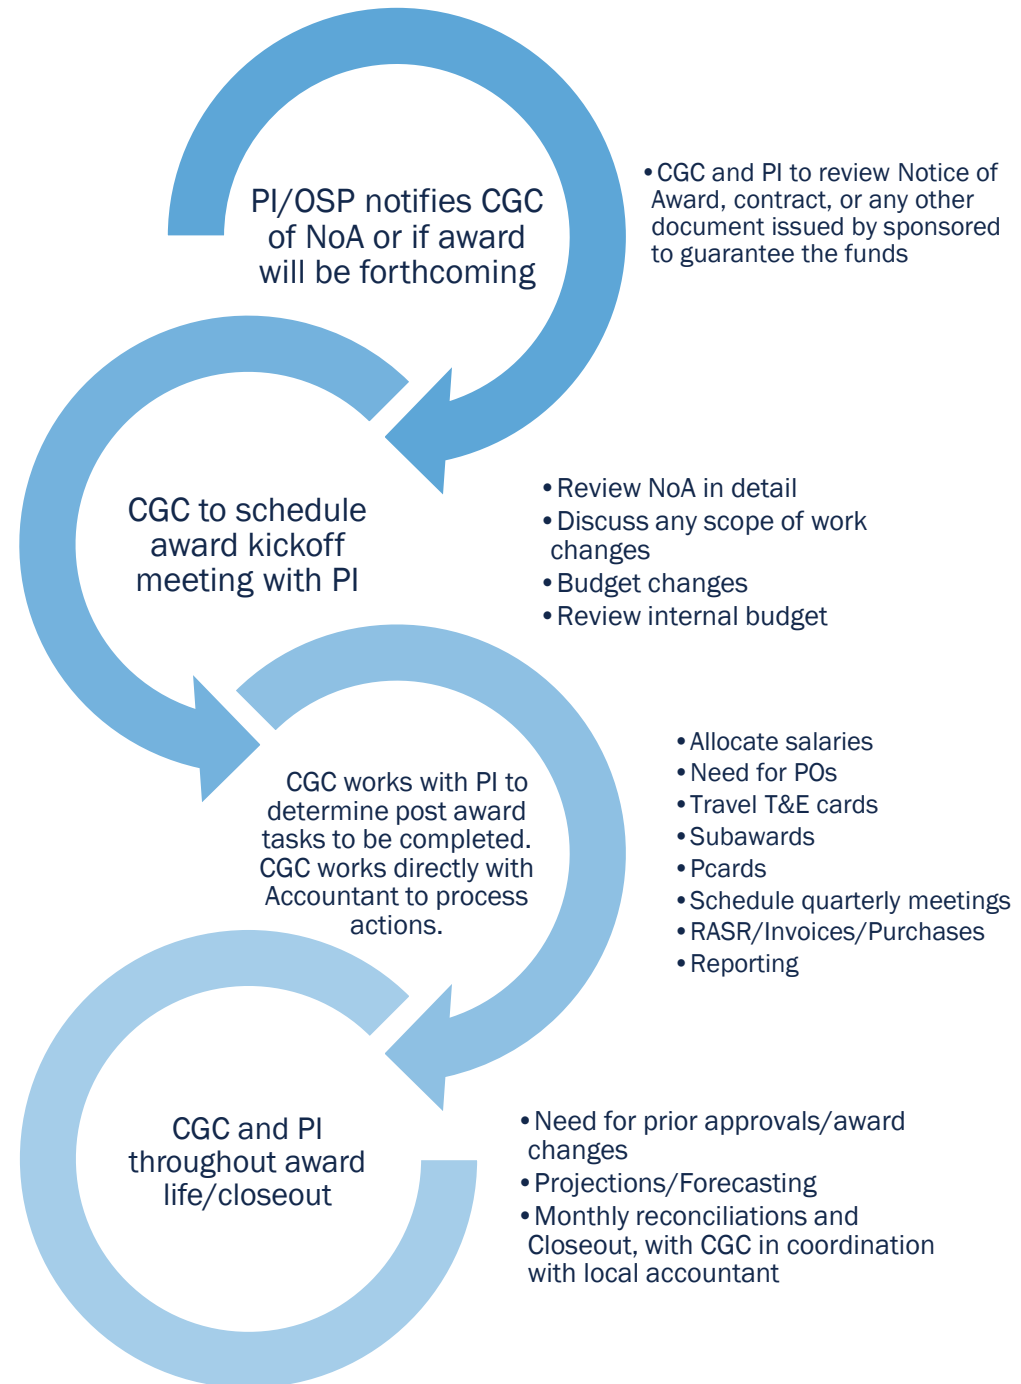 PI/OSP notifies CGC
of NoA or if award
will be forthcoming
•CGC and PI to review Notice of
Award, contract, or any other
document issued by sponsored
to guarantee the funds
CGC to schedule
award kickoff
meeting with PI
•Review NoA in detail
•Discuss any scope of work
changes
•Budget changes
•Review internal budget
CGC works with PI to
determine post award
tasks to be completed.
CGC works directly with
Accountant to process
actions.
•Allocate salaries
•Need for POs
•Travel T&E cards
•Subawards
•Pcards
•Schedule quarterly meetings
•RASR/Invoices/Purchases
•Reporting
CGC and PI
throughout award
life/closeout
•Need for prior approvals/award
changes
•Projections/Forecasting
•Monthly reconciliations and
Closeout, with CGC in coordination
with local accountant